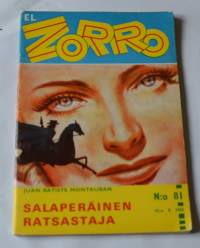 EL
ZORRO
JUAN BATISTE MONTAUBAN
N:o 81
SALAPERÄINEN
RATSASTAJA